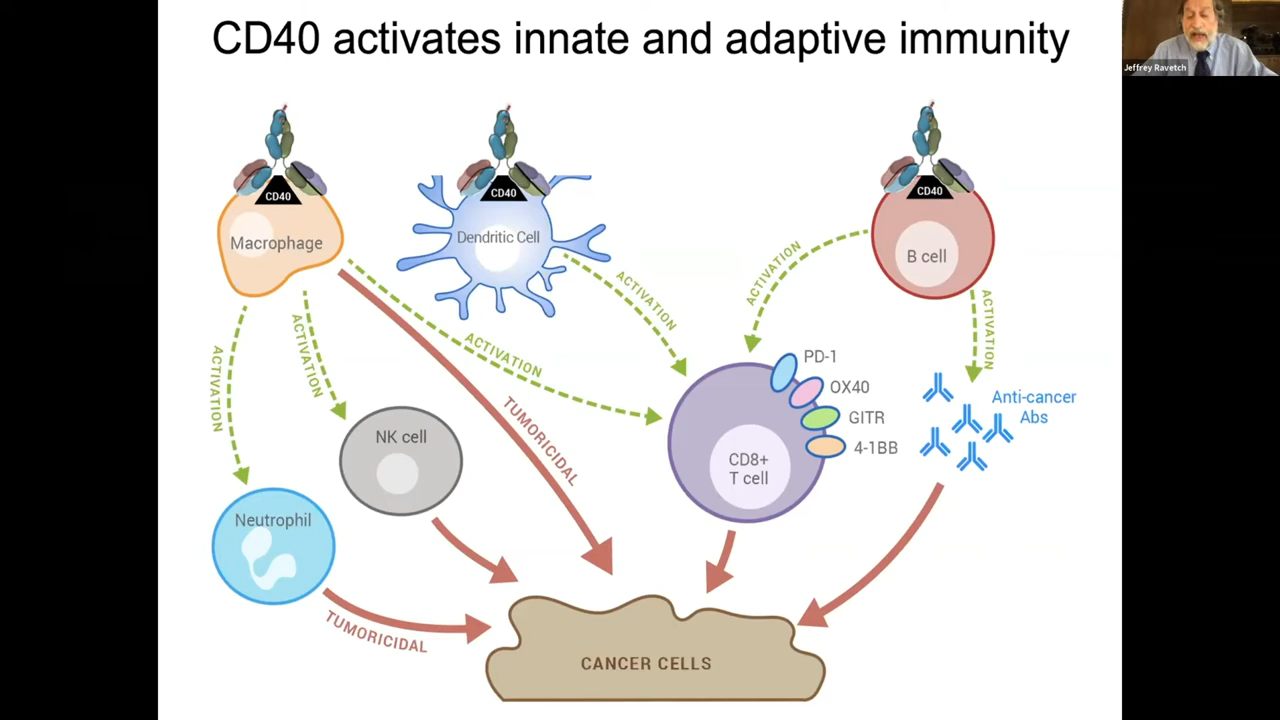 CD40 activates innate and adaptive immunity
Jeffrey Ravetch
CD40
CD40
CD40
Macrophage
Dendritic Cell
B cell
ACTIVATION
ACTIVATION
ACTIVATION
ACTIVATION
ACTIVATION
ACTIVATION
PD-1
OX40
GITR
4-1BB
Anti-cancer
Abs
TUMORICIDAL
NK cell
CD8+
T cell
Neutrophil
TUMORICIDAL
CANCER CELLS